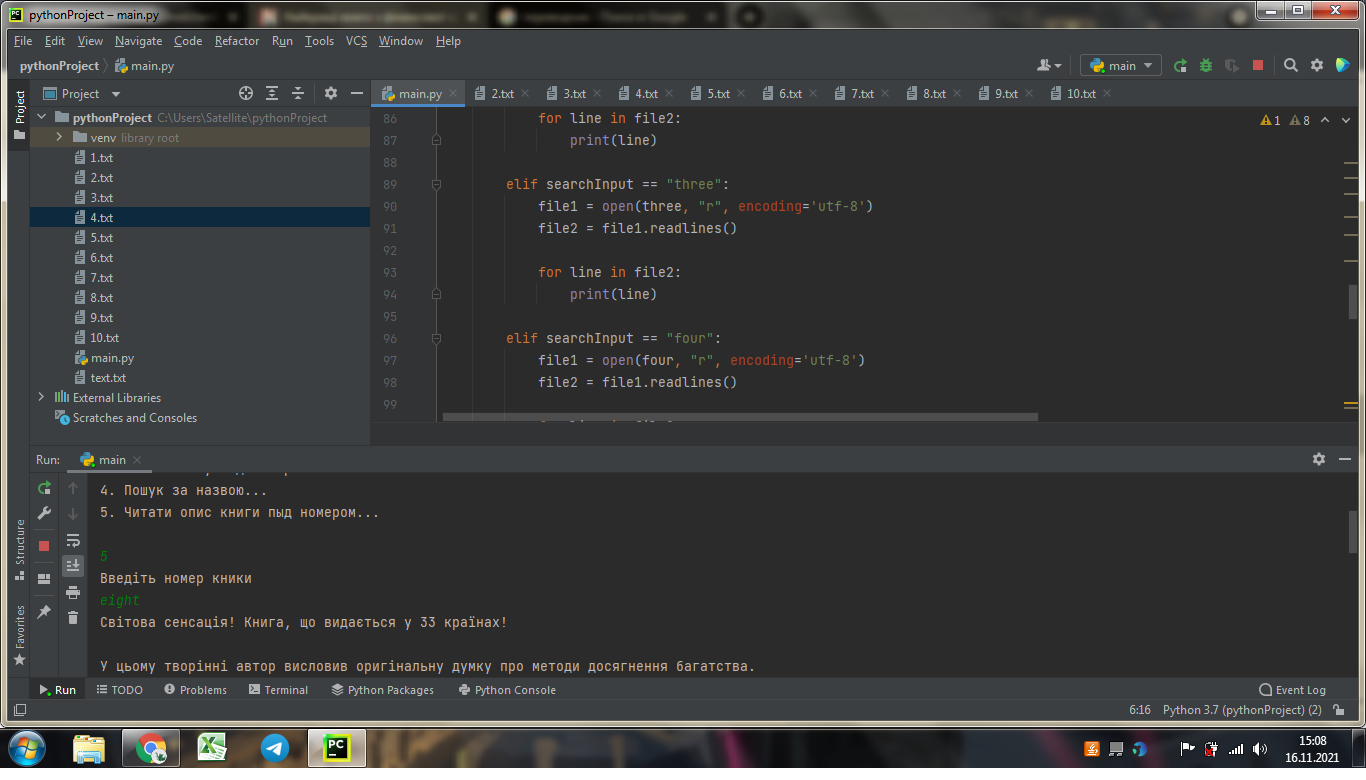 pythonProject – main.py
File Edit View Navigate Code Refactor Run Tools VCS Window Help
pythonProject main.py
main
Project
Project
main.py 2.txt 3.txt 4.txt 5.txt 6.txt 7.txt 8.txt 9.txt 10.txt
pythonProject C:\Users\Satellite\pythonProject
venv library root
1.txt
2.txt
3.txt
4.txt
5.txt
6.txt
7.txt
8.txt
9.txt
10.txt
main.py
text.txt
External Libraries
Scratches and Consoles
1 8
86 for line in file2:
87 print(line)
88
89 elif searchInput == "three":
90 file1 = open(three, "r", encoding='utf-8')
91 file2 = file1.readlines()
92
93 for line in file2:
94 print(line)
95
96 elif searchInput == "four":
97 file1 = open(four, "r", encoding='utf-8')
98 file2 = file1.readlines()
99
Run: main
4. Пошук за назвою...
5. Читати опис книги пыд номером...
5
Введіть номер кники
eight
Світова сенсація! Книга, що видається у 33 країнах!
У цьому творінні автор висловив оригінальну думку про методи досягнення багатства.
Structure
Favorites
Run TODO Problems Terminal Python Packages Python Console Event Log
6:16 Python 3.7 (pythonProject) (2)
PC
15:08
16.11.2021